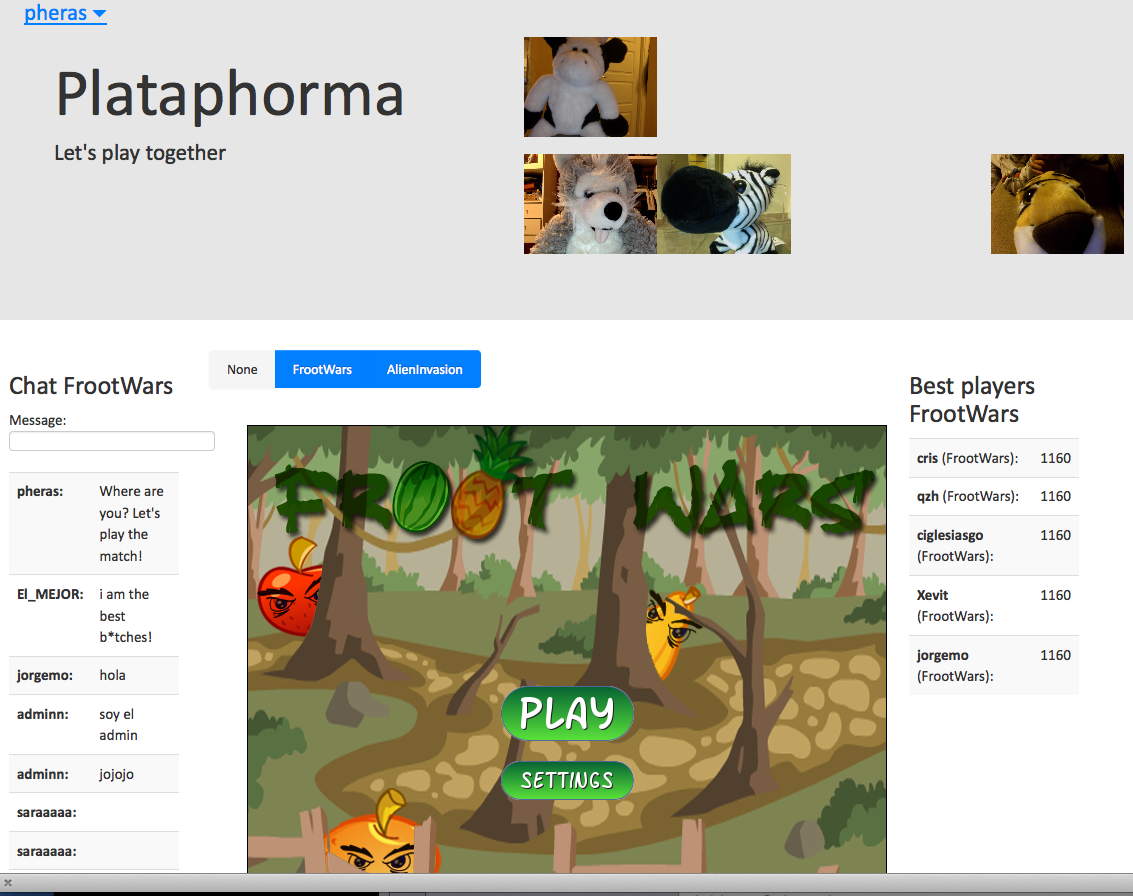 pheras
Plataphorma
Let's play together
None
FrootWars
AlienInvasion
Chat FrootWars
Message:
pheras:
Where are
you? Let's
play the
match!
El_MEJOR:
i am the
best
b*tches!
jorgemo:
hola
adminn:
soy el
admin
adminn:
jojojo
saraaaaa:
saraaaaa:
FROOT WARS
PLAY
SETTINGS
Best players
FrootWars
cris (FrootWars): 1160
qzh (FrootWars): 1160
ciglesiasgo 1160
(FrootWars):
Xevit 1160
(FrootWars):
jorgemo 1160
(FrootWars):